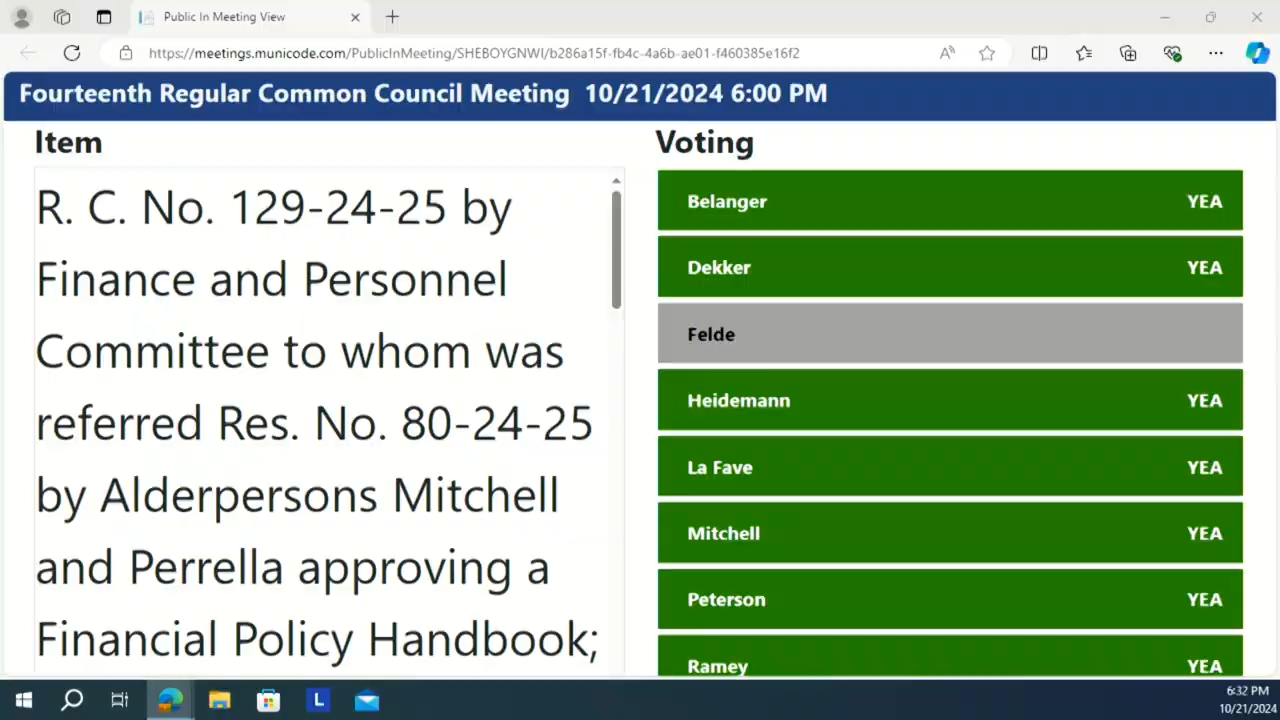 Public In Meeting View
https://meetings.municode.com/PublicInMeeting/SHEBOYGNWI/b286a15f-fb4c-4a6b-ae01-f460385e16f2
Fourteenth Regular Common Council Meeting 10/21/2024 6:00 PM
Item
R. C. No. 129-24-25 by
Finance and Personnel
Committee to whom was
referred Res. No. 80-24-25
by Alderpersons Mitchell
and Perrella approving a
Financial Policy Handbook;
Voting
Belanger YEA
Dekker YEA
Felde
Heidemann YEA
La Fave YEA
Mitchell YEA
Peterson YEA
Ramey YEA
L
6:32 PM
10/21/2024